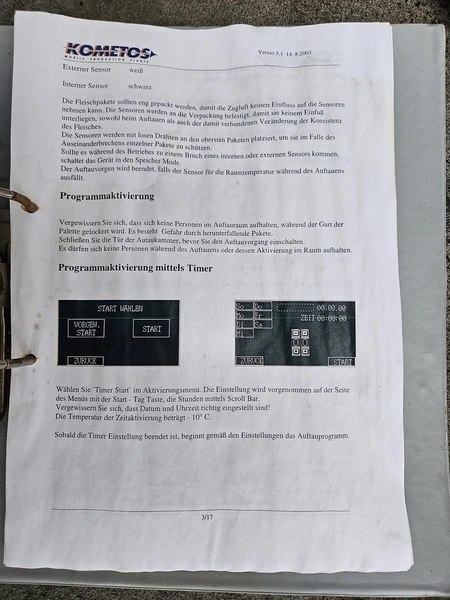 KOMETOS
MOBILE PRODUCTION PLANTS
Versio 5.1 14.8.2003
Externer Sensor weiß
Interner Sensor schwarz
Die Fleischpakete sollten eng gepackt werden, damit die Zugluft keinen Einfluß auf die Sensoren
nehmen kann. Die Sensoren werden an die Verpackung befestigt, damit sie keinem Einfluß
unterliegen, sowohl beim Auftauen als auch der damit verbundenen Veränderung der Konsistenz
des Fleisches.
Die Sensoren werden mit losen Drähten an den obersten Paketen platziert, um sie im Falle des
Auseinanderbrechens einzelner Pakete zu schützen.
Sollte es während des Betriebes zu einem Bruch eines internen oder externen Sensors kommen,
schaltet das Gerät in den Speicher Mode.
Der Auftauvorgang wird beendet, falls der Sensor für die Raumtemperatur während des Auftauens
ausfällt.
Programmaktivierung
Vergewissern Sie sich, dass sich keine Personen im Auftauraum aufhalten, während der Gurt der
Palette gelockert wird. Es besteht Gefahr durch herunterfallende Pakete.
Schließen Sie die Tür der Autaukammer, bevor Sie den Auftauvorgang einschalten.
Es dürfen sich keine Personen während des Auftauens oder dessen Aktivierung im Raum aufhalten.
Programmaktivierung mittels Timer
START WÄHLEN
VORGEW. START
START
ZURÜCK
So Do
Mo Fr
Di Sa
Mi
00.00.00
ZEIT 00:00:00
ZURÜCK
START
Wählen Sie 'Timer Start' im Aktivierungsmenü. Die Einstellung wird vorgenommen auf der Seite
des Menüs mit der Start - Tag Taste, die Stunden mittels Scroll Bar.
Vergewissern Sie sich, dass Datum und Uhrzeit richtig eingestellt sind!
Die Temperatur der Zeitaktivierung beträgt - 10° C.
Sobald die Timer Einstellung beendet ist, beginnt gemäß den Einstellungen das Auftauprogramm.
3/17